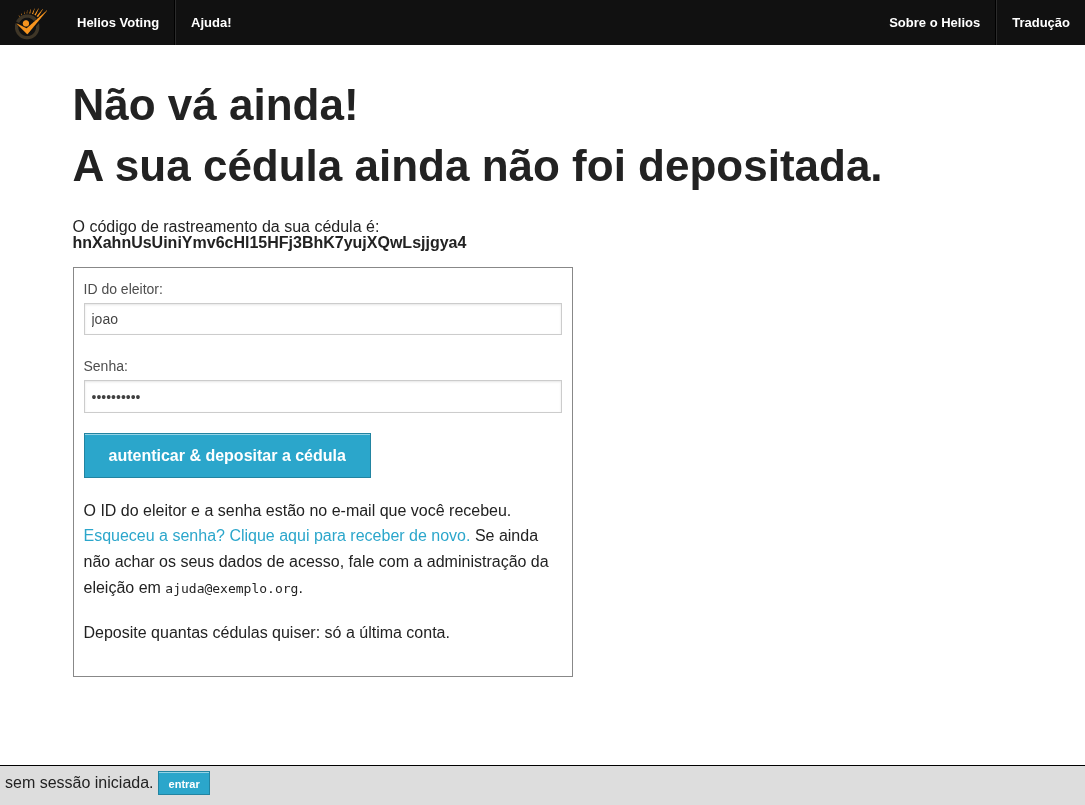 Helios Voting
Ajuda!
Sobre o Helios
Tradução
Não vá ainda!
A sua cédula ainda não foi depositada.
O código de rastreamento da sua cédula é:
hnXahnUsUiniYmv6cHl15HFj3BhK7yujXQwLsjjgya4
ID do eleitor:
joao
Senha:
••••••••••
autenticar & depositar a cédula
O ID do eleitor e a senha estão no e-mail que você recebeu.
Esqueceu a senha? Clique aqui para receber de novo. Se ainda
não achar os seus dados de acesso, fale com a administração da
eleição em ajuda@exemplo.org.
Deposite quantas cédulas quiser: só a última conta.
sem sessão iniciada. entrar